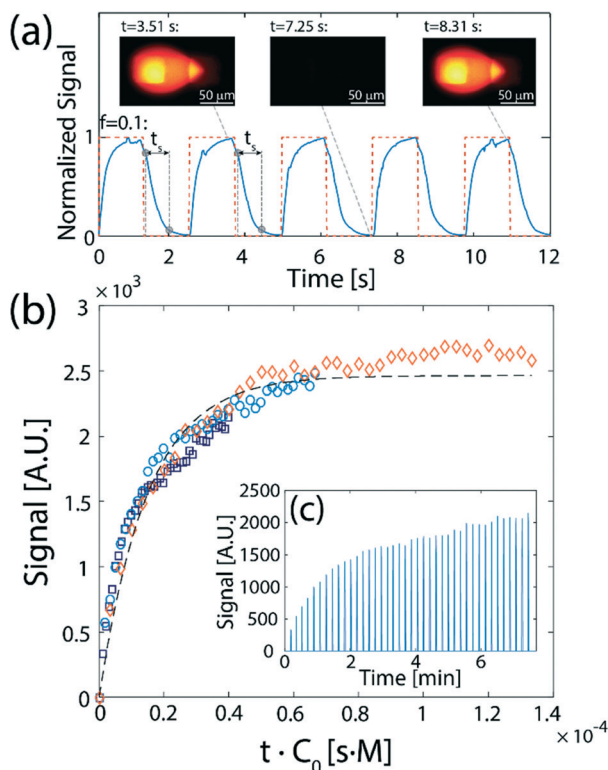 (a)
t=3.51 s:
t=7.25 s:
t=8.31 s:
50 µm
50 µm
50 µm
f=0.1:
Normalized Signal
1
0
t_s
t_s
0 2 4 6 8 10 12
Time [s]
(b)
× 10³
3
2.5
2
1.5
1
0.5
0
Signal [A.U.]
(c)
2500
2000
1500
1000
500
0
Signal [A.U.]
0 2 4 6
Time [min]
0 0.2 0.4 0.6 0.8 1 1.2 1.4
× 10⁻⁴
t · C₀ [s·M]